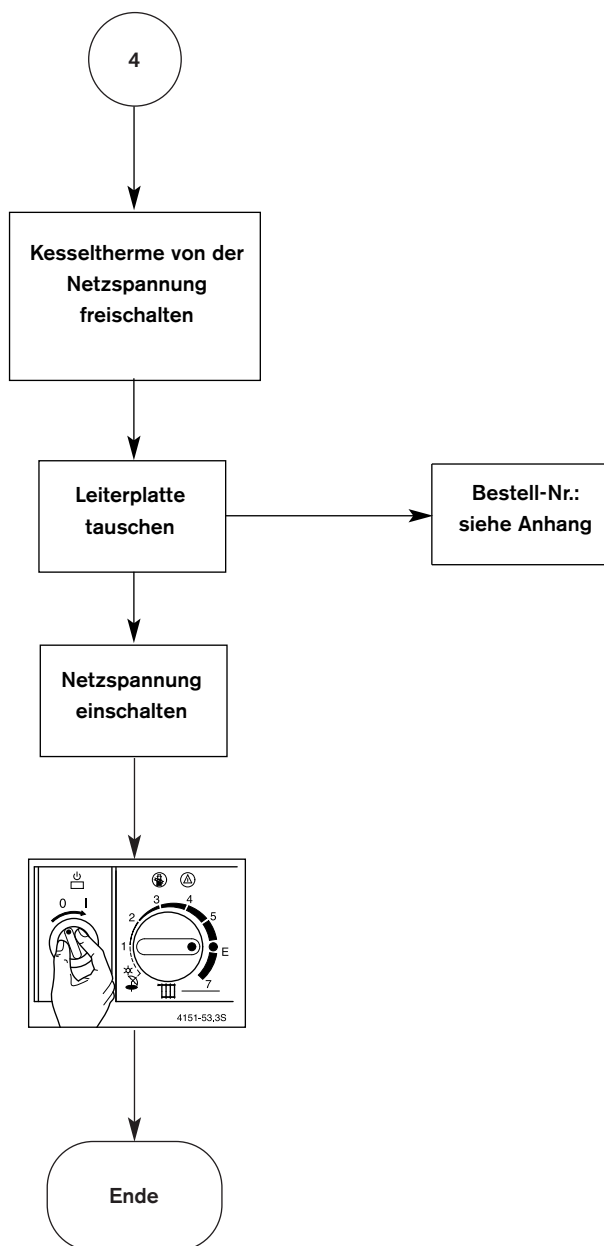 4
Kesseltherme von der
Netzspannung
freischalten
Leiterplatte
tauschen
Bestell-Nr.:
siehe Anhang
Netzspannung
einschalten
0 I
1
2
3
4
5
E
7
4151-53,3S
Ende